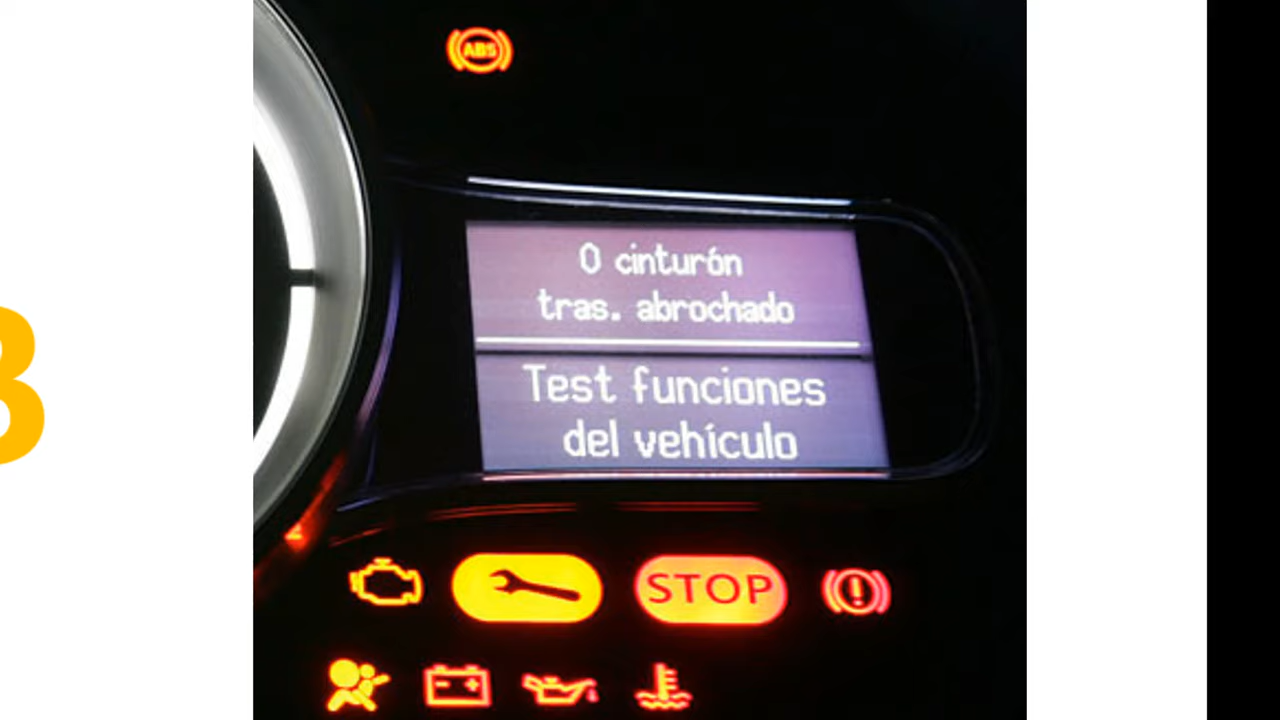 ABS
0 cinturón
tras. abrochado
Test funciones
del vehículo
STOP